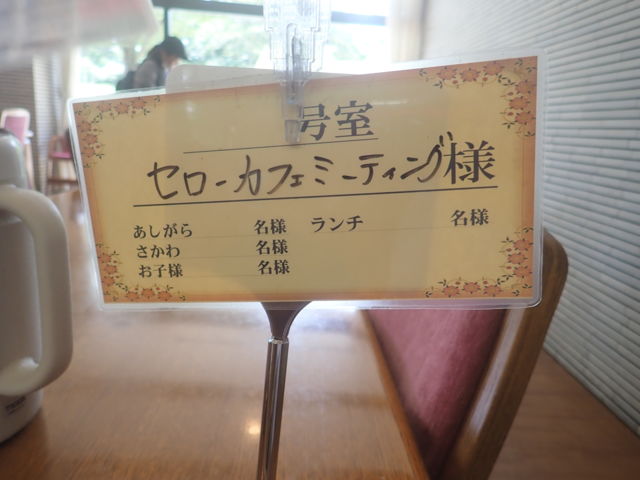 号室
セローカフェミーティング様
あしがら 名様 ランチ 名様
さかわ 名様
お子様 名様